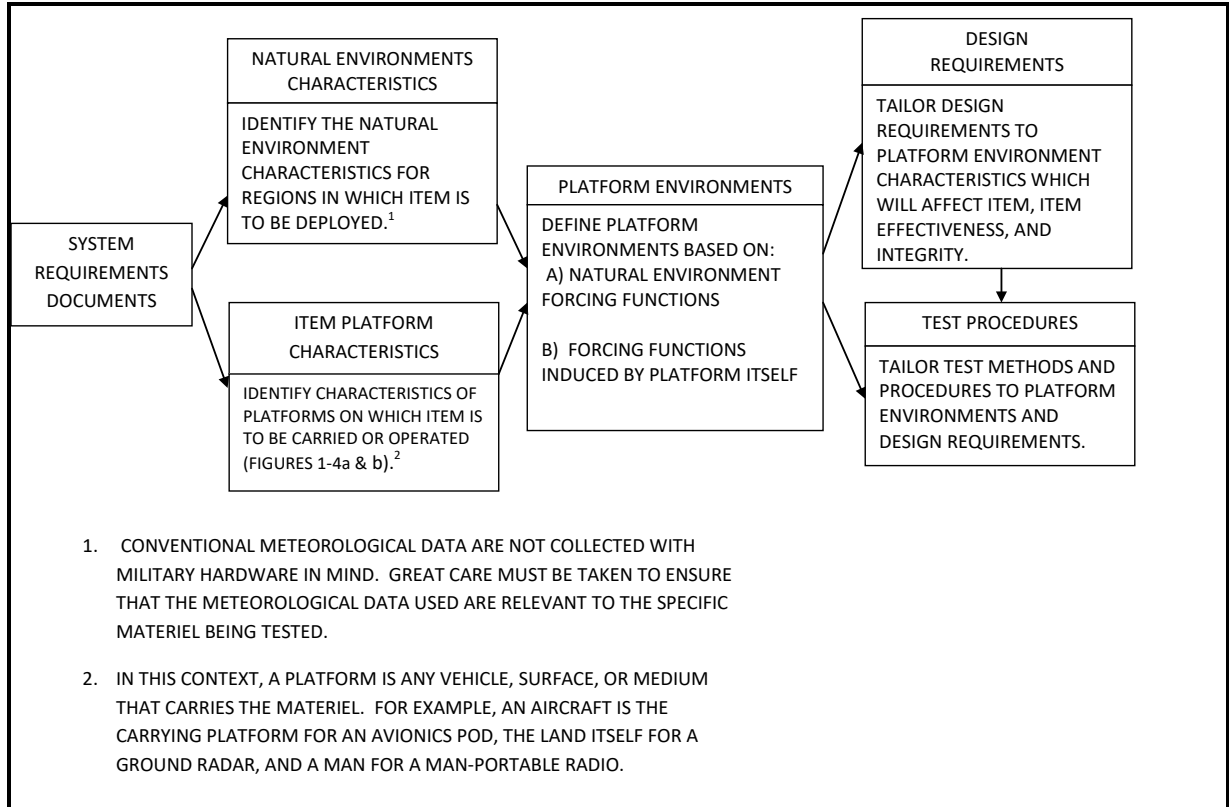 SYSTEM
REQUIREMENTS
DOCUMENTS
NATURAL ENVIRONMENTS
CHARACTERISTICS
IDENTIFY THE NATURAL
ENVIRONMENT
CHARACTERISTICS FOR
REGIONS IN WHICH ITEM IS
TO BE DEPLOYED.1
ITEM PLATFORM
CHARACTERISTICS
IDENTIFY CHARACTERISTICS OF
PLATFORMS ON WHICH ITEM IS
TO BE CARRIED OR OPERATED
(FIGURES 1-4a & b).2
PLATFORM ENVIRONMENTS
DEFINE PLATFORM
ENVIRONMENTS BASED ON:
A) NATURAL ENVIRONMENT
FORCING FUNCTIONS
B) FORCING FUNCTIONS
INDUCED BY PLATFORM ITSELF
DESIGN
REQUIREMENTS
TAILOR DESIGN
REQUIREMENTS TO
PLATFORM ENVIRONMENT
CHARACTERISTICS WHICH
WILL AFFECT ITEM, ITEM
EFFECTIVENESS, AND
INTEGRITY.
TEST PROCEDURES
TAILOR TEST METHODS AND
PROCEDURES TO PLATFORM
ENVIRONMENTS AND
DESIGN REQUIREMENTS.
1. CONVENTIONAL METEOROLOGICAL DATA ARE NOT COLLECTED WITH
MILITARY HARDWARE IN MIND. GREAT CARE MUST BE TAKEN TO ENSURE
THAT THE METEOROLOGICAL DATA USED ARE RELEVANT TO THE SPECIFIC
MATERIEL BEING TESTED.
2. IN THIS CONTEXT, A PLATFORM IS ANY VEHICLE, SURFACE, OR MEDIUM
THAT CARRIES THE MATERIEL. FOR EXAMPLE, AN AIRCRAFT IS THE
CARRYING PLATFORM FOR AN AVIONICS POD, THE LAND ITSELF FOR A
GROUND RADAR, AND A MAN FOR A MAN-PORTABLE RADIO.